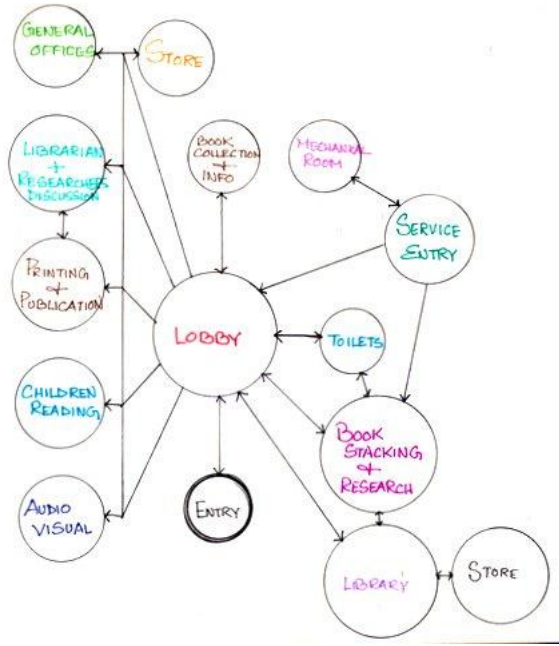 GENERAL
OFFICES
STORE
LIBRARIAN
+
RESEARCHERS
DISCUSSION
BOOK
COLLECTION
+
INFO
MECHANICAL
ROOM
SERVICE
ENTRY
PRINTING
+
PUBLICATION
LOBBY
TOILETS
CHILDREN
READING
BOOK
STACKING
+
RESEARCH
AUDIO
VISUAL
ENTRY
LIBRARY
STORE